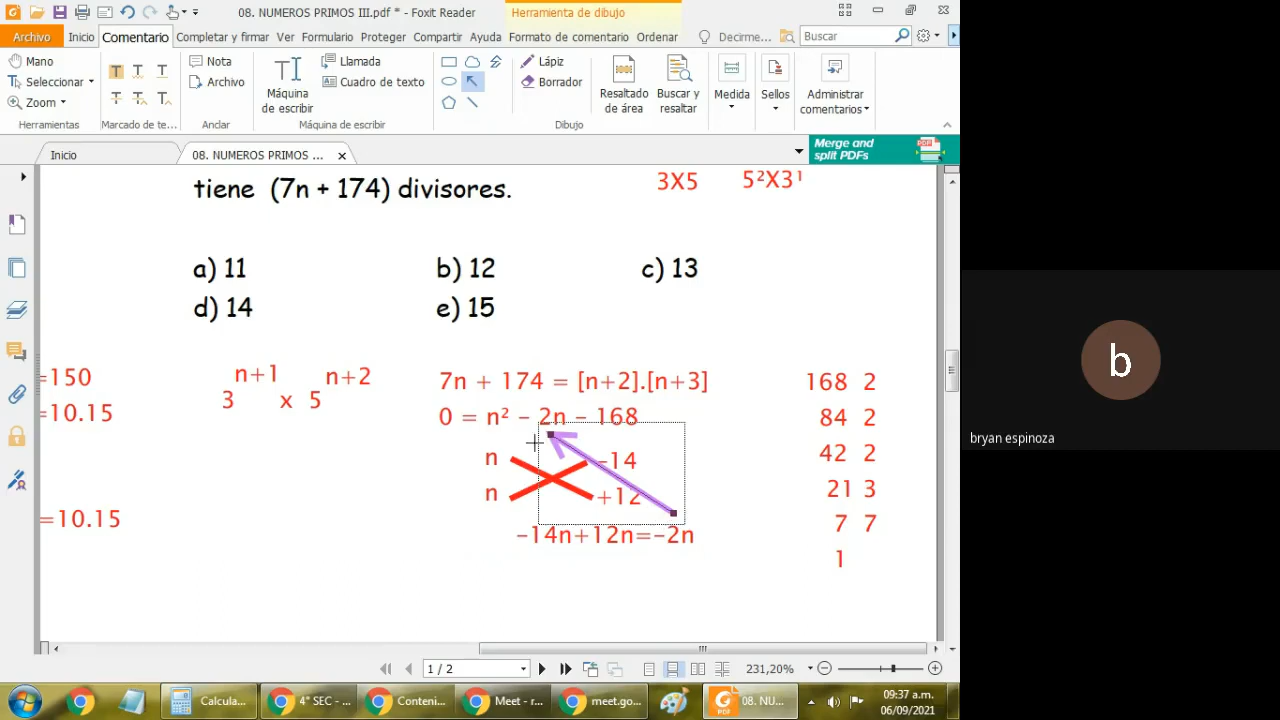 08. NUMEROS PRIMOS III.pdf * - Foxit Reader
Herramienta de dibujo
Archivo Inicio Comentario Completar y firmar Ver Formulario Proteger Compartir Ayuda Formato de comentario Ordenar Decirme... Buscar
Mano
Seleccionar
Zoom
Herramientas
T T T
T T T
Marcado de te...
Nota
Archivo
Anclar
Máquina
de escribir
Llamada
Cuadro de texto
Máquina de escribir
Lápiz
Borrador
Dibujo
Resaltado
de área
Buscar y
resaltar
Medida
Sellos
Administrar
comentarios
Inicio
08. NUMEROS PRIMOS ...
Merge and
split PDFs
PDF
tiene (7n + 174) divisores.
3X5 5²X3¹
a) 11 b) 12 c) 13
d) 14 e) 15
=150
=10.15
=10.15
n+1 n+2
3 x 5
7n + 174 = [n+2].[n+3]
0 = n² - 2n - 168
n -14
n +12
-14n+12n=-2n
168 2
84 2
42 2
21 3
7 7
1
b
bryan espinoza
1 / 2
231,20%
Calcula...
4° SEC - ...
Conteni...
Meet - r...
meet.go...
08. NU...
09:37 a.m.
06/09/2021